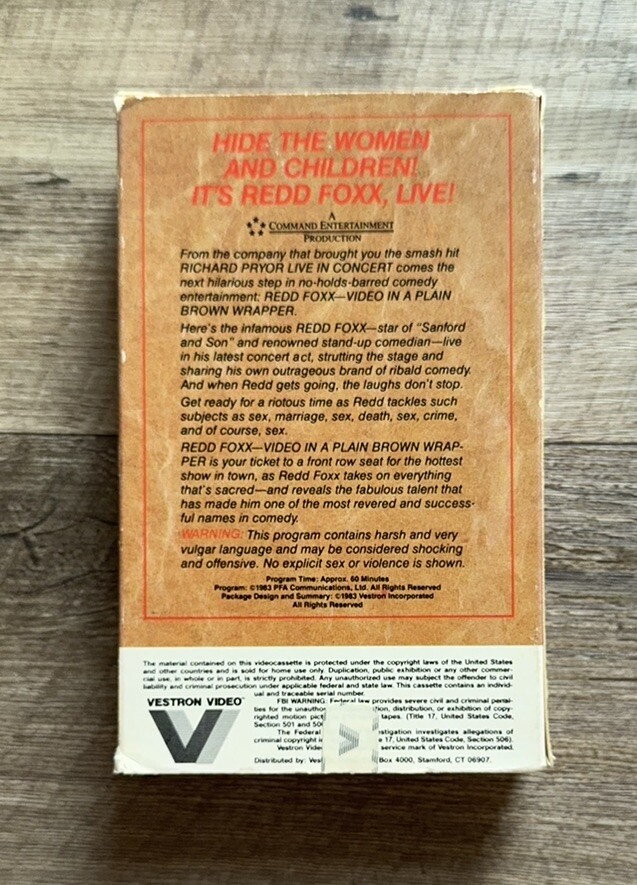 HIDE THE WOMEN
AND CHILDREN!
IT'S REDD FOXX, LIVE!
A
COMMAND ENTERTAINMENT
PRODUCTION
From the company that brought you the smash hit
RICHARD PRYOR LIVE IN CONCERT comes the
next hilarious step in no-holds-barred comedy
entertainment: REDD FOXX—VIDEO IN A PLAIN
BROWN WRAPPER.
Here's the infamous REDD FOXX—star of "Sanford
and Son" and renowned stand-up comedian—live
in his latest concert act, strutting the stage and
sharing his own outrageous brand of ribald comedy.
And when Redd gets going, the laughs don't stop.
Get ready for a riotous time as Redd tackles such
subjects as sex, marriage, sex, death, sex, crime,
and of course, sex.
REDD FOXX—VIDEO IN A PLAIN BROWN WRAP-
PER is your ticket to a front row seat for the hottest
show in town, as Redd Foxx takes on everything
that's sacred—and reveals the fabulous talent that
has made him one of the most revered and success-
ful names in comedy.
WARNING: This program contains harsh and very
vulgar language and may be considered shocking
and offensive. No explicit sex or violence is shown.
Program Time: Approx. 60 Minutes
Program: ©1983 PFA Communications, Ltd. All Rights Reserved
Package Design and Summary: ©1983 Vestron Incorporated
All Rights Reserved
The material contained on this videocassette is protected under the copyright laws of the United States
and other countries and is sold for home use only. Duplication, public exhibition or any other commer-
cial use, in whole or in part, is strictly prohibited. Any unauthorized use may subject the offender to civil
liability and criminal prosecution under applicable federal and state law. This cassette contains an individ-
ual and traceable serial number.
VESTRON VIDEO
FBI WARNING: Federal law provides severe civil and criminal penal-
ties for the unautho tion, distribution, or exhibition of copy-
righted motion pict tapes. (Title 17, United States Code,
Section 501 and 50
The Federal stigation investigates allegations of
criminal copyright i e 17, United States Code, Section 506).
Vestron Vide service mark of Vestron Incorporated.
Distributed by: Ves Box 4000, Stamford, CT 06907.